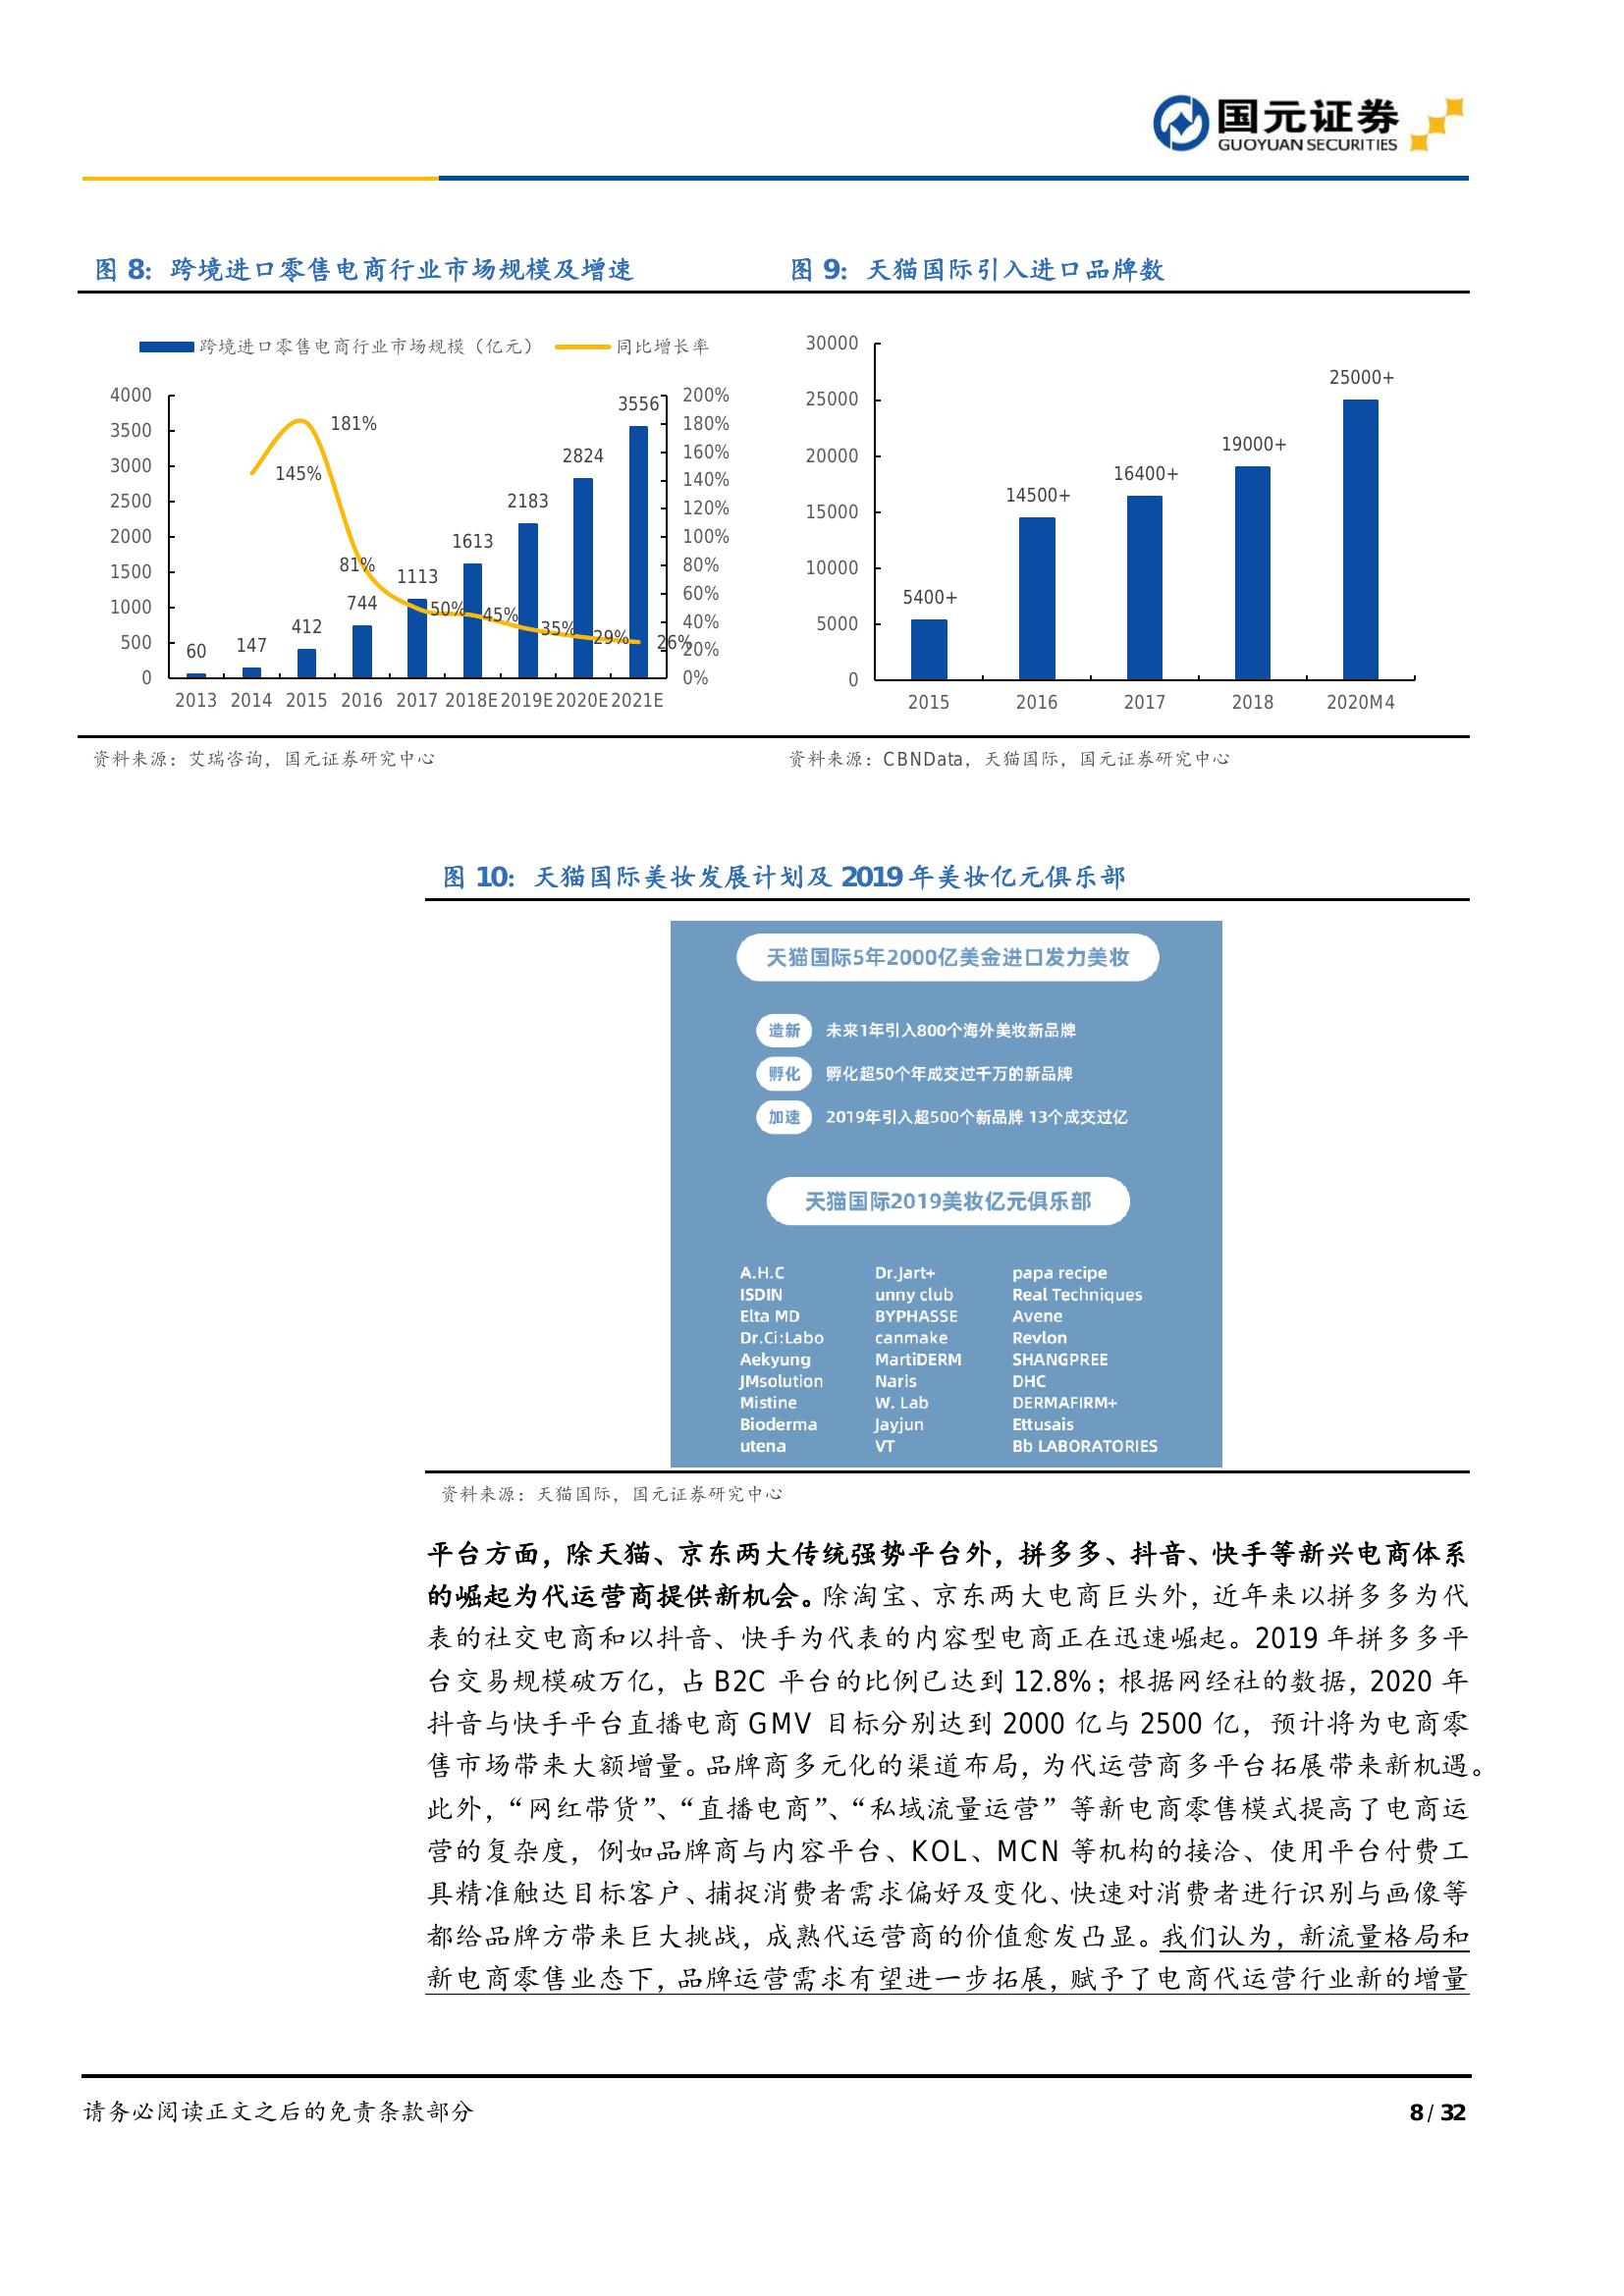 国元证券
GUOYUAN SECURITIES
图 8：跨境进口零售电商行业市场规模及增速
跨境进口零售电商行业市场规模（亿元） 同比增长率
4000
3500
3000
2500
2000
1500
1000
500
0
200%
180%
160%
140%
120%
100%
80%
60%
40%
20%
0%
60
147
412
744
1113
1613
2183
2824
3556
145%
181%
81%
50%
45%
35%
29%
26%
2013 2014 2015 2016 2017 2018E 2019E 2020E 2021E
资料来源：艾瑞咨询，国元证券研究中心
图 9：天猫国际引入进口品牌数
30000
25000
20000
15000
10000
5000
0
5400+
14500+
16400+
19000+
25000+
2015 2016 2017 2018 2020M4
资料来源：CBNData，天猫国际，国元证券研究中心
图 10：天猫国际美妆发展计划及 2019 年美妆亿元俱乐部
天猫国际5年2000亿美金进口发力美妆
造新 未来1年引入800个海外美妆新品牌
孵化 孵化超50个年成交过千万的新品牌
加速 2019年引入超500个新品牌 13个成交过亿
天猫国际2019美妆亿元俱乐部
A.H.C Dr.Jart+ papa recipe
ISDIN unny club Real Techniques
Elta MD BYPHASSE Avene
Dr.Ci:Labo canmake Revlon
Aekyung MartiDERM SHANGPREE
JMsolution Naris DHC
Mistine W. Lab DERMAFIRM+
Bioderma Jayjun Ettusais
utena VT Bb LABORATORIES
资料来源：天猫国际，国元证券研究中心
平台方面，除天猫、京东两大传统强势平台外，拼多多、抖音、快手等新兴电商体系
的崛起为代运营商提供新机会。除淘宝、京东两大电商巨头外，近年来以拼多多为代
表的社交电商和以抖音、快手为代表的内容型电商正在迅速崛起。2019 年拼多多平
台交易规模破万亿，占 B2C 平台的比例已达到 12.8%；根据网经社的数据，2020 年
抖音与快手平台直播电商 GMV 目标分别达到 2000 亿与 2500 亿，预计将为电商零
售市场带来大额增量。品牌商多元化的渠道布局，为代运营商多平台拓展带来新机遇。
此外，“网红带货”、“直播电商”、“私域流量运营”等新电商零售模式提高了电商运
营的复杂度，例如品牌商与内容平台、KOL、MCN 等机构的接洽、使用平台付费工
具精准触达目标客户、捕捉消费者需求偏好及变化、快速对消费者进行识别与画像等
都给品牌方带来巨大挑战，成熟代运营商的价值愈发凸显。我们认为，新流量格局和
新电商零售业态下，品牌运营需求有望进一步拓展，赋予了电商代运营行业新的增量
请务必阅读正文之后的免责条款部分
8 / 32